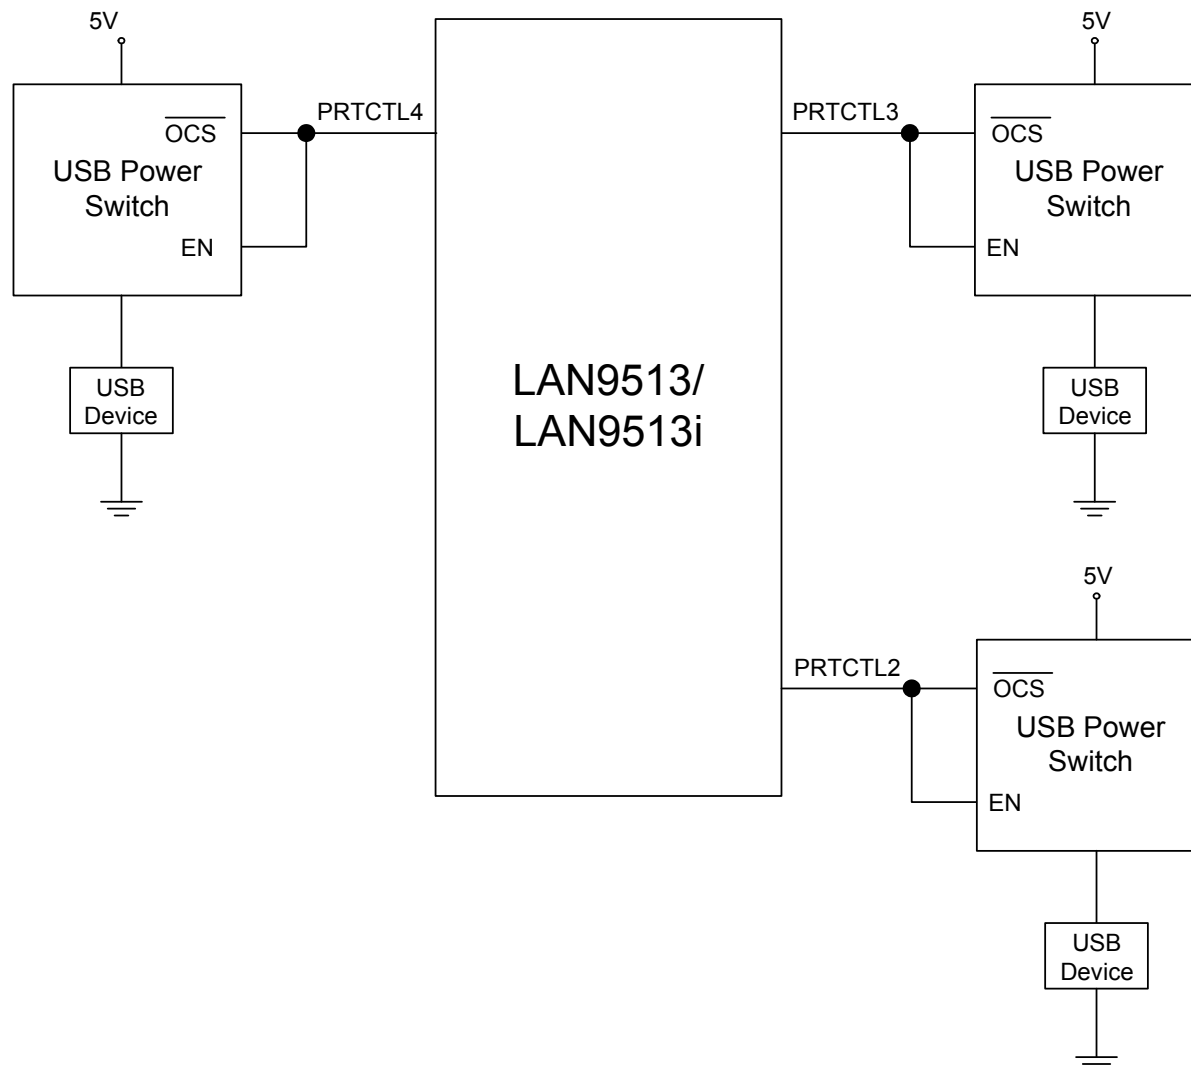 5V
OCS
USB Power
Switch
EN
USB
Device
PRTCTL4
LAN9513/
LAN9513i
PRTCTL3
5V
OCS
USB Power
Switch
EN
USB
Device
PRTCTL2
5V
OCS
USB Power
Switch
EN
USB
Device